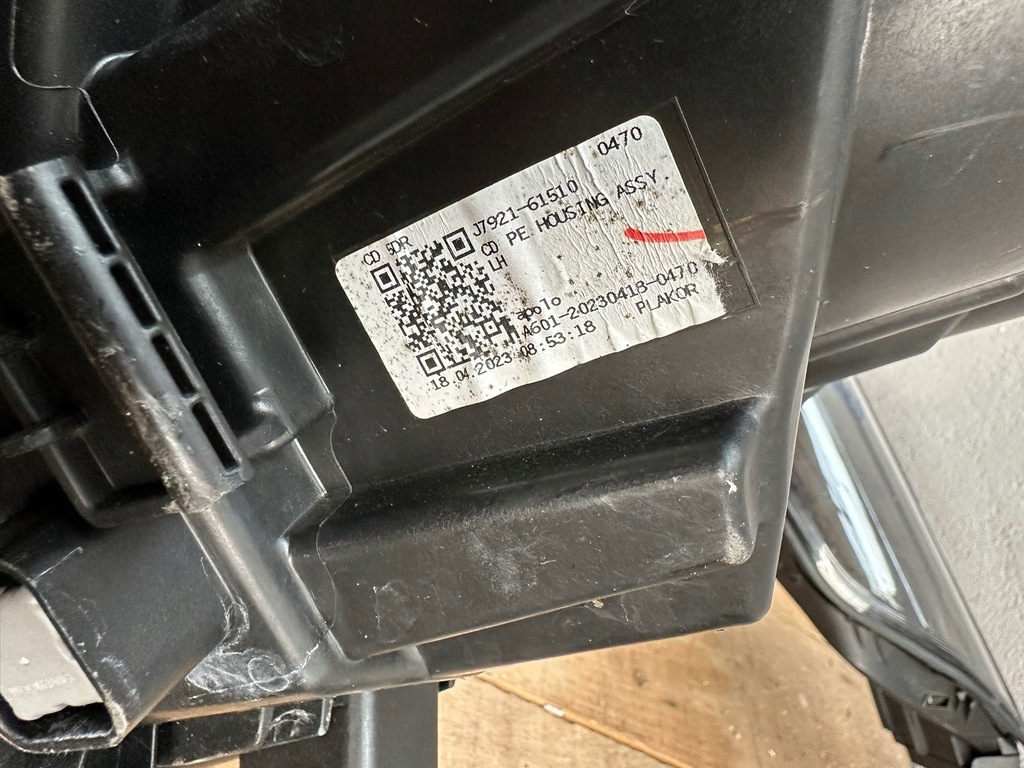 0470
CD FDR J7921-61510
CD PE HOUSING ASSY.
LH
apolo
A601-20230418-0470
18.04.2023 08:53:18 PLAKOR